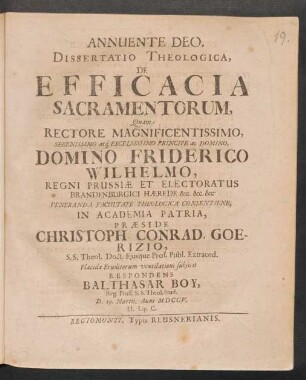 19.
ANNUENTE DEO.
DISSERTATIO THEOLOGICA,
DE
EFFICACIA
SACRAMENTORUM,
Quam
RECTORE MAGNIFICENTISSIMO,
SERENISSIMO atq; EXCELSISSIMO PRINCIPE ac DOMINO,
DOMINO FRIDERICO
WILHELMO,
REGNI PRUSSIÆ ET ELECTORATUS
BRANDENBURGICI HÆREDE &c. &c. &c.
VENERANDA FACULTATE THEOLOGICA CONSENTIENTE,
IN ACADEMIA PATRIA,
PRÆSIDE
CHRISTOPH CONRAD. GOE-
RIZIO,
S.S. Theol. Doct. Ejusque Prof. Publ. Extraord.
Placidæ Eruditorum ventilationi subjicit
RESPONDENS
BALTHASAR BOY,
Reg. Pruss. S.S. Theol. Stud.
D. 19. Martii, Anno MDCCV.
H. L. q. C.
REGIOMONTI, Typis REUSNERIANIS.